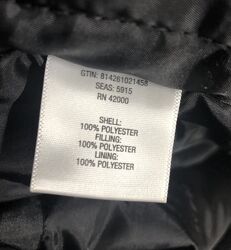 GTIN: 814261021458
SEAS: 5915
RN 42000
SHELL:
100% POLYESTER
FILLING:
100% POLYESTER
LINING:
100% POLYESTER